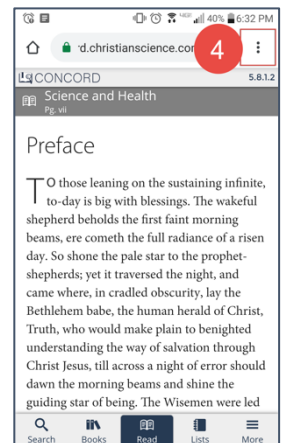 40% 6:32 PM
d.christianscience.cor 4
CONCORD 5.8.1.2
Science and Health
Pg. vii
Preface
TO those leaning on the sustaining infinite,
to-day is big with blessings. The wakeful
shepherd beholds the first faint morning
beams, ere cometh the full radiance of a risen
day. So shone the pale star to the prophet-
shepherds; yet it traversed the night, and
came where, in cradled obscurity, lay the
Bethlehem babe, the human herald of Christ,
Truth, who would make plain to benighted
understanding the way of salvation through
Christ Jesus, till across a night of error should
dawn the morning beams and shine the
guiding star of being. The Wisemen were led
Search Books Read Lists More